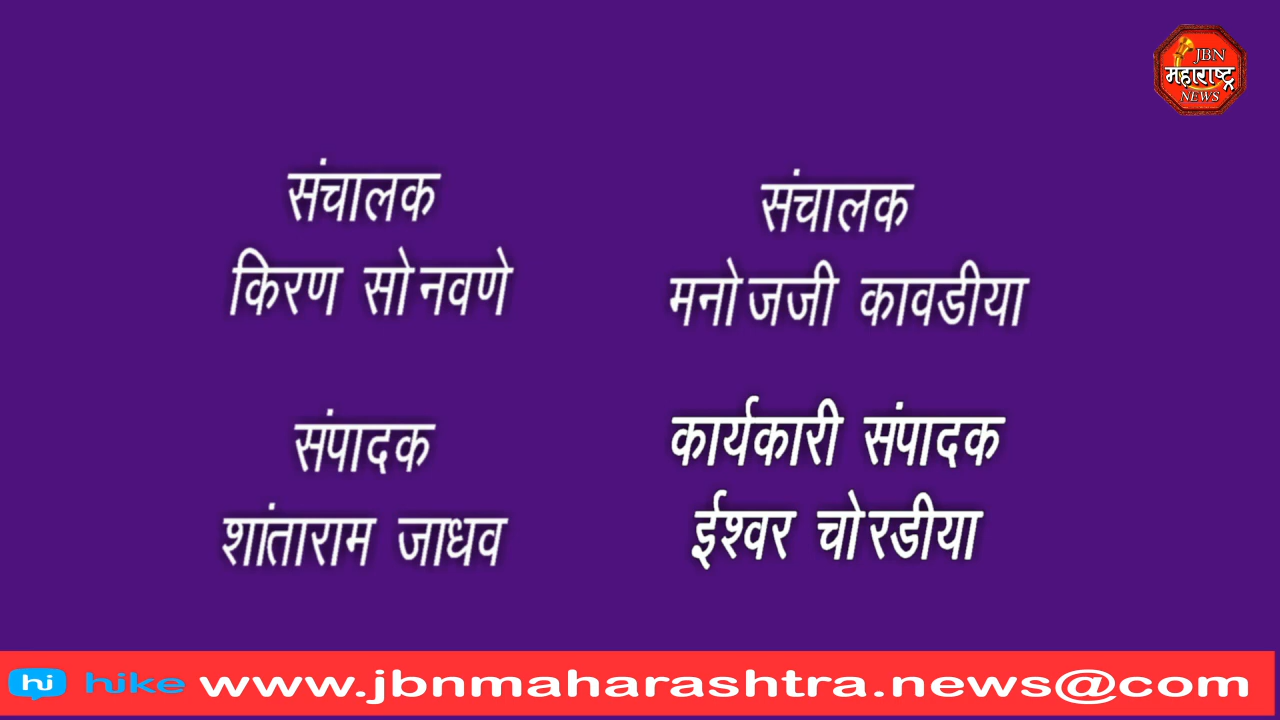 JBN
महाराष्ट्र
NEWS
संचालक
किरण सोनवणे
संचालक
मनोजजी कावडीया
संपादक
शांताराम जाधव
कार्यकारी संपादक
ईश्वर चोरडीया
hi hike www.jbnmaharashtra.news@com